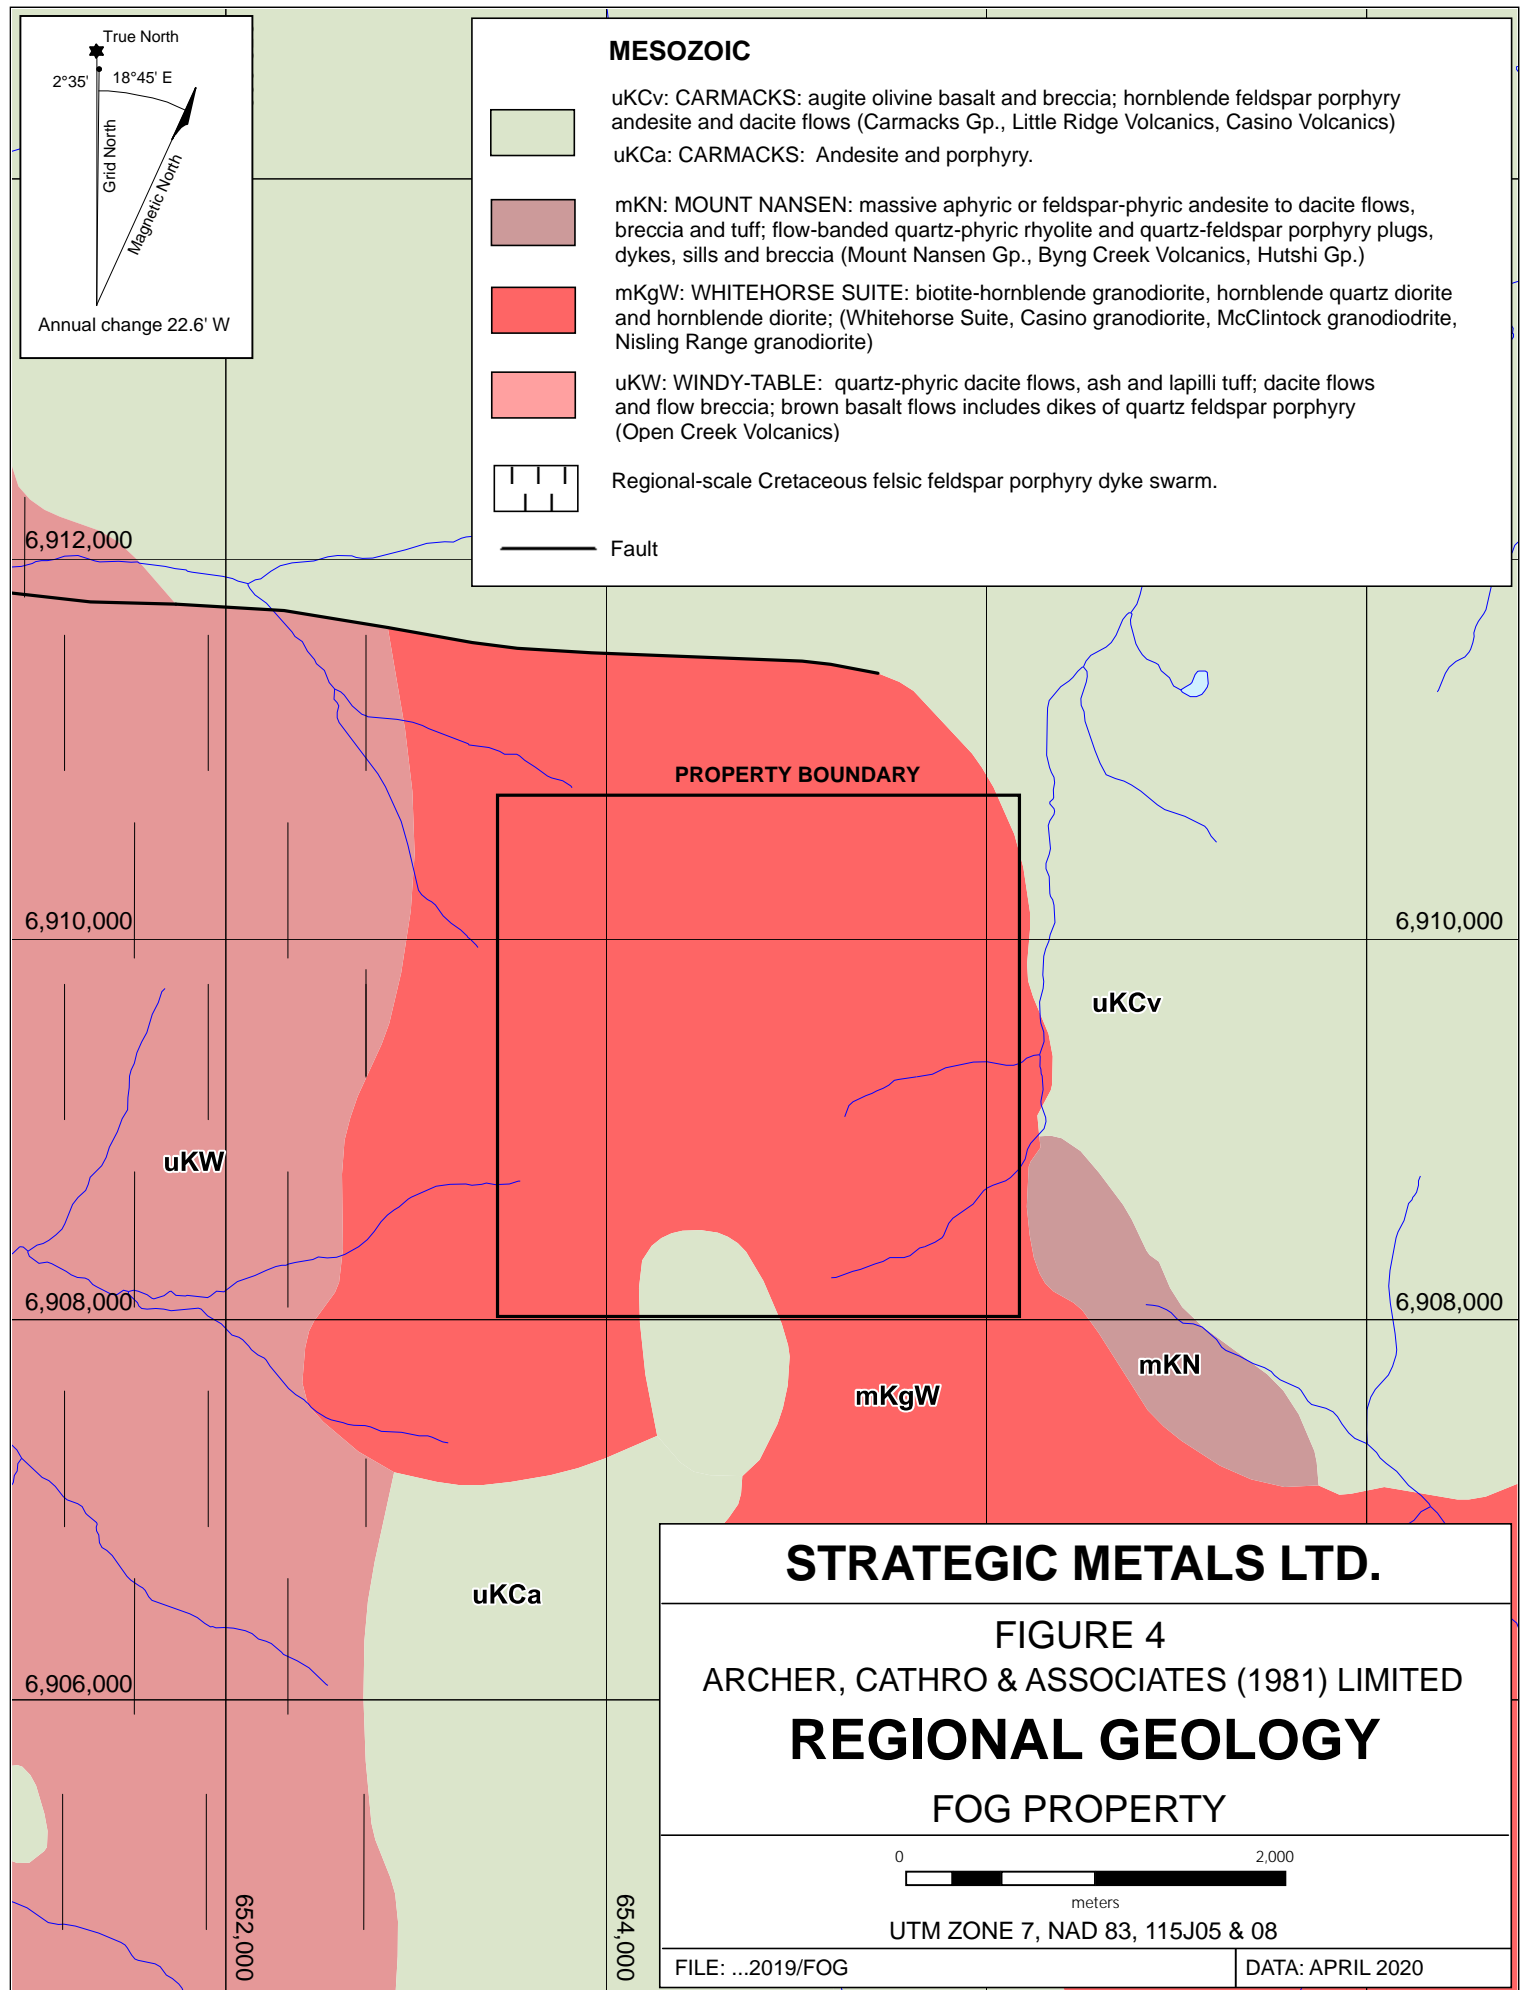 True North
2°35'
18°45' E
Grid North
Magnetic North
Annual change 22.6' W
MESOZOIC
uKCv: CARMACKS: augite olivine basalt and breccia; hornblende feldspar porphyry
andesite and dacite flows (Carmacks Gp., Little Ridge Volcanics, Casino Volcanics)
uKCa: CARMACKS: Andesite and porphyry.
mKN: MOUNT NANSEN: massive aphyric or feldspar-phyric andesite to dacite flows,
breccia and tuff; flow-banded quartz-phyric rhyolite and quartz-feldspar porphyry plugs,
dykes, sills and breccia (Mount Nansen Gp., Byng Creek Volcanics, Hutshi Gp.)
mKgW: WHITEHORSE SUITE: biotite-hornblende granodiorite, hornblende quartz diorite
and hornblende diorite; (Whitehorse Suite, Casino granodiorite, McClintock granodiodrite,
Nisling Range granodiorite)
uKW: WINDY-TABLE: quartz-phyric dacite flows, ash and lapilli tuff; dacite flows
and flow breccia; brown basalt flows includes dikes of quartz feldspar porphyry
(Open Creek Volcanics)
Regional-scale Cretaceous felsic feldspar porphyry dyke swarm.
Fault
6,912,000
PROPERTY BOUNDARY
6,910,000
6,910,000
uKCv
uKW
6,908,000
6,908,000
mKN
mKgW
uKCa
6,906,000
652,000
654,000
STRATEGIC METALS LTD.
FIGURE 4
ARCHER, CATHRO & ASSOCIATES (1981) LIMITED
REGIONAL GEOLOGY
FOG PROPERTY
0
2,000
meters
UTM ZONE 7, NAD 83, 115J05 & 08
FILE: ...2019/FOG
DATA: APRIL 2020